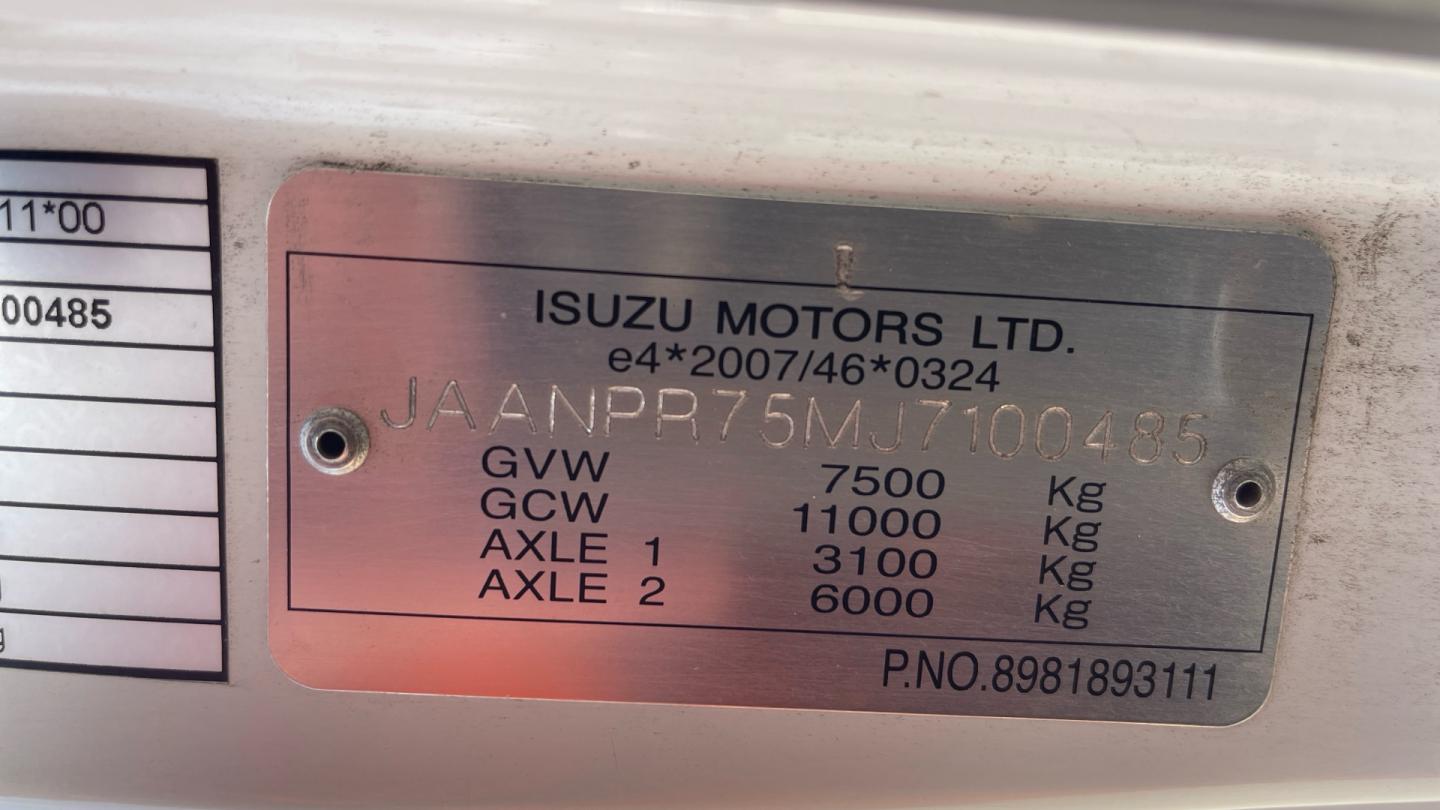 11*00
00485
ISUZU MOTORS LTD.
e4*2007/46*0324
JAANPR75MJ7100485
GVW 7500 Kg
GCW 11000 Kg
AXLE 1 3100 Kg
AXLE 2 6000 Kg
P.NO.8981893111